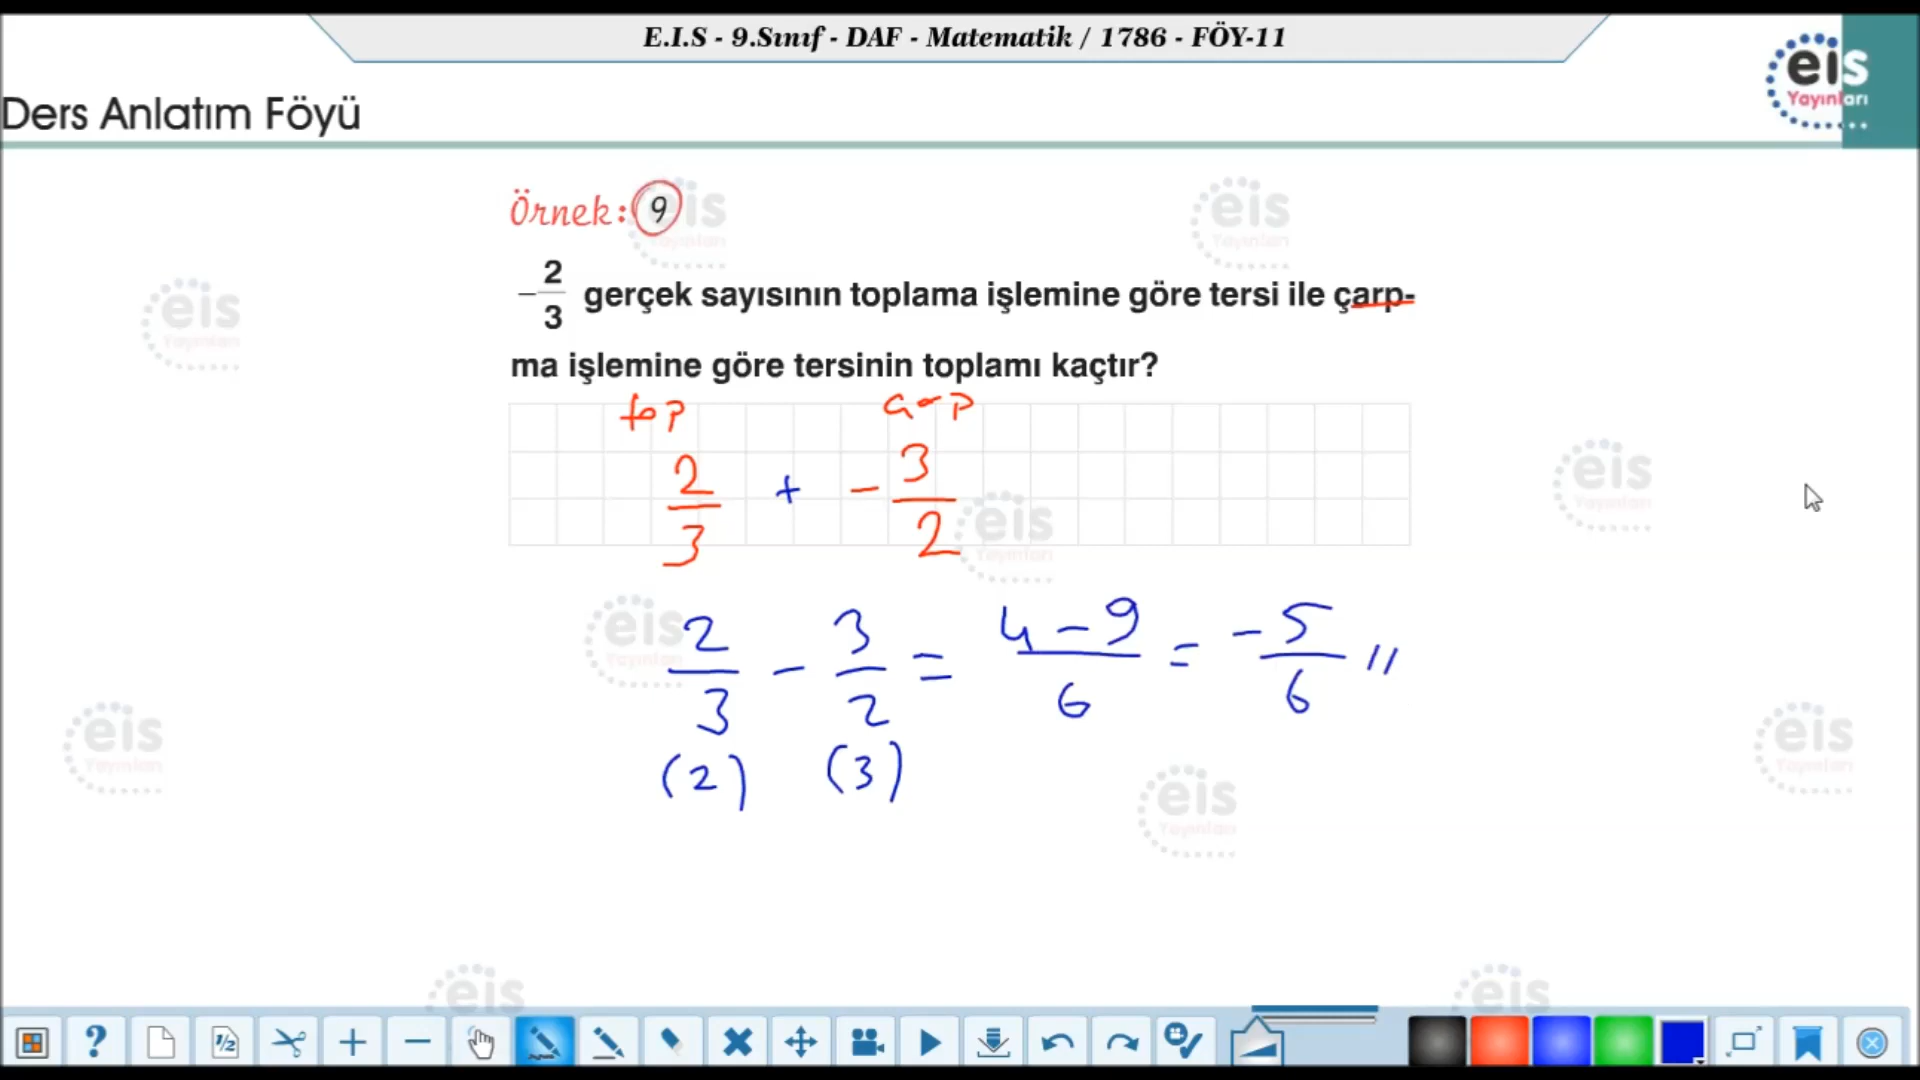 E.I.S - 9.Sınıf - DAF - Matematik / 1786 - FÖY-11
eis
Yayınları
Ders Anlatım Föyü
Örnek: 9
-2/3 gerçek sayısının toplama işlemine göre tersi ile çarp-
ma işlemine göre tersinin toplamı kaçtır?
top çarp
2/3 + -3/2
2/3 - 3/2 = 4-9/6 = -5/6 //
(2) (3)